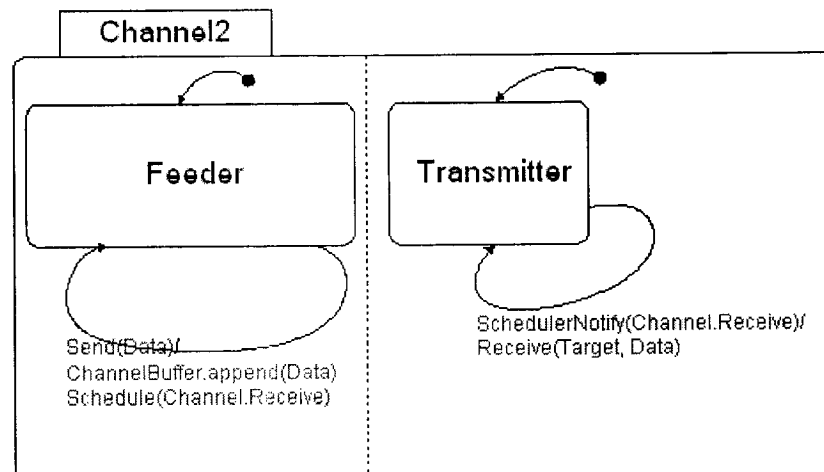 Channel2
Feeder
Transmitter
Send(Data)/
ChannelBuffer.append(Data)
Schedule(Channel.Receive)
SchedulerNotify(Channel.Receive)/
Receive(Target, Data)